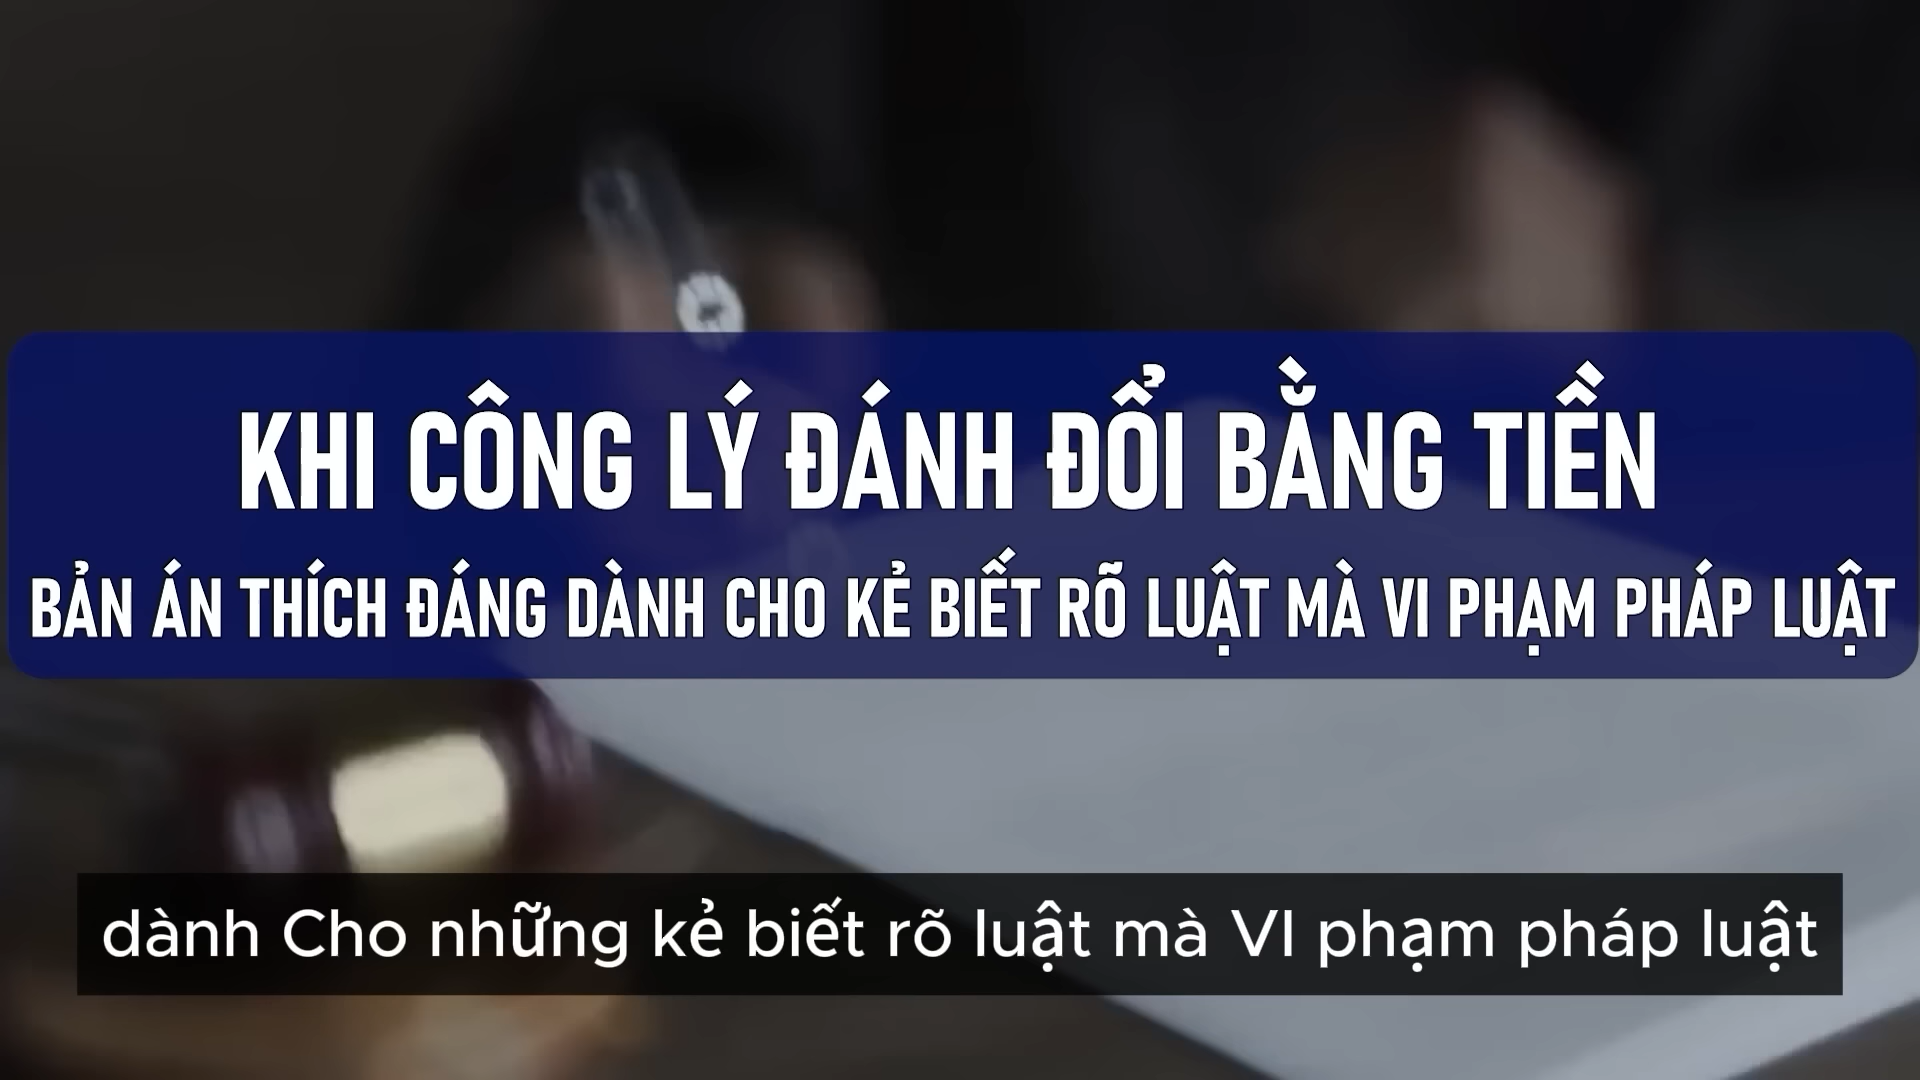 KHI CÔNG LÝ ĐÁNH ĐỔI BẰNG TIỀN
BẢN ÁN THÍCH ĐÁNG DÀNH CHO KẺ BIẾT RÕ LUẬT MÀ VI PHẠM PHÁP LUẬT
dành Cho những kẻ biết rõ luật mà VI phạm pháp luật